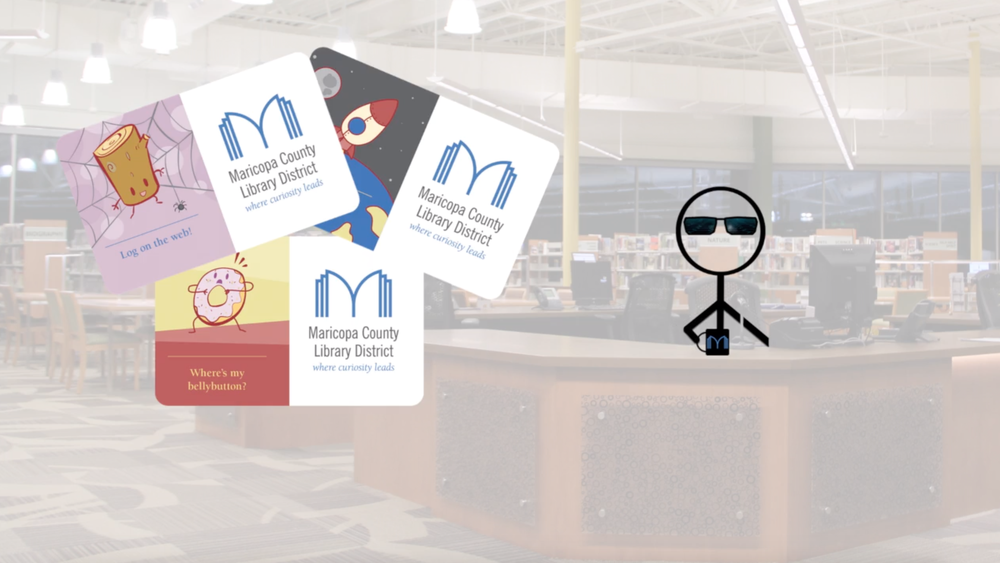 Maricopa County
Library District
where curiosity leads
Log on the web!
Maricopa County
Library District
where curiosity leads
Maricopa County
Library District
where curiosity leads
Where's my
bellybutton?
BIOGRAPHY
NATURE